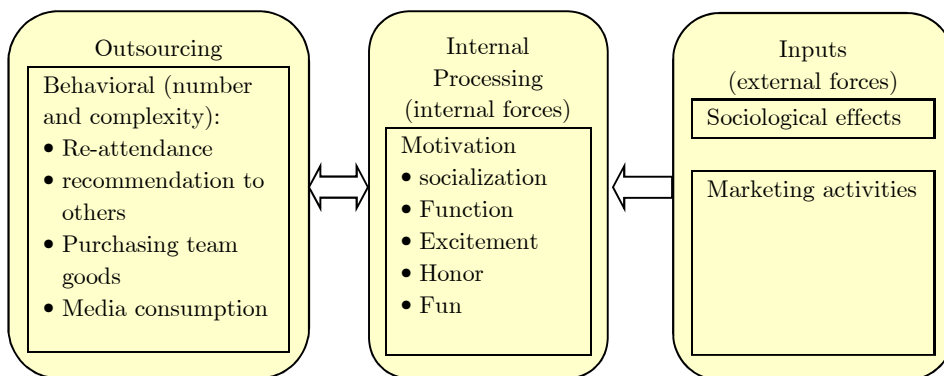 Outsourcing
Behavioral (number
and complexity):
• Re-attendance
• recommendation to
others
• Purchasing team
goods
• Media consumption
Internal
Processing
(internal forces)
Motivation
• socialization
• Function
• Excitement
• Honor
• Fun
Inputs
(external forces)
Sociological effects
Marketing activities